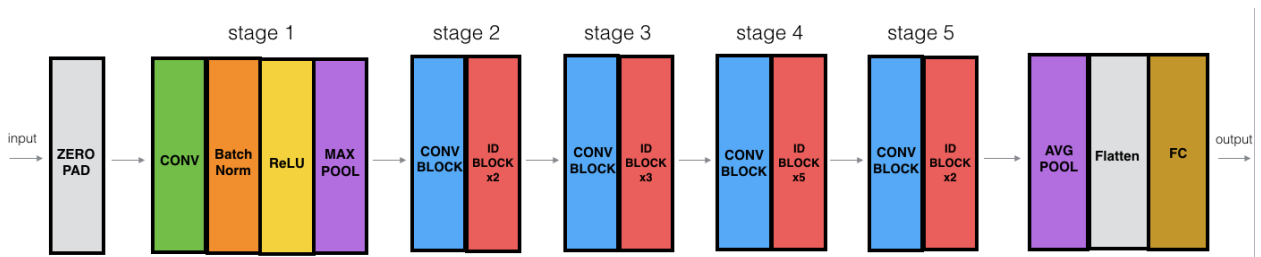 stage 1
stage 2
stage 3
stage 4
stage 5
input
ZERO
PAD
CONV
Batch
Norm
ReLU
MAX
POOL
CONV
BLOCK
ID
BLOCK
x2
CONV
BLOCK
ID
BLOCK
x3
CONV
BLOCK
ID
BLOCK
x5
CONV
BLOCK
ID
BLOCK
x2
AVG
POOL
Flatten
FC
output